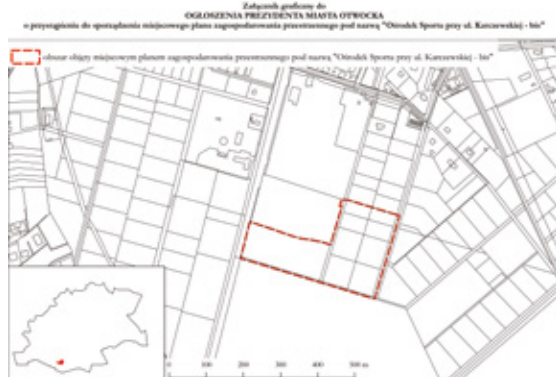 Załącznik graficzny do
OGŁOSZENIA PREZYDENTA MIASTA OTWOCKA
o przystąpieniu do sporządzenia miejscowego planu zagospodarowania przestrzennego pod nazwą "Ośrodek Sportu przy ul. Karczewskiej - bis"
obszar objęty miejscowym planem zagospodarowania przestrzennego pod nazwą "Ośrodek Sportu przy ul. Karczewskiej - bis"
0 100 200 300 400 500 m